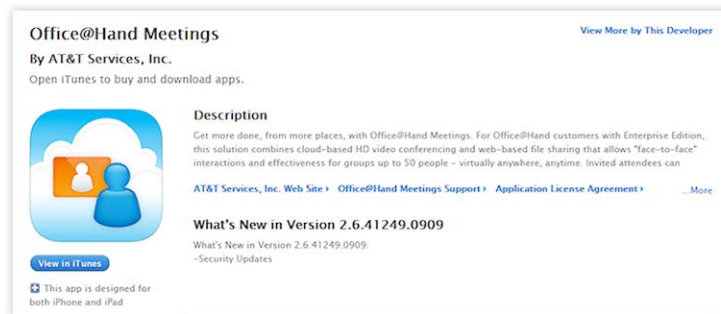 Office@Hand Meetings
View More by This Developer
By AT&T Services, Inc.
Open iTunes to buy and download apps.
Description
Get more done, from more places, with Office@Hand Meetings. For Office@Hand customers with Enterprise Edition,
this solution combines cloud-based HD video conferencing and web-based file sharing that allows "face-to-face"
interactions and effectiveness for groups up to 50 people – virtually anywhere, anytime. Invited attendees can
AT&T Services, Inc. Web Site Office@Hand Meetings Support Application License Agreement ...More
What's New in Version 2.6.41249.0909
What's New in Version 2.6.41249.0909:
-Security Updates
View in iTunes
This app is designed for
both iPhone and iPad